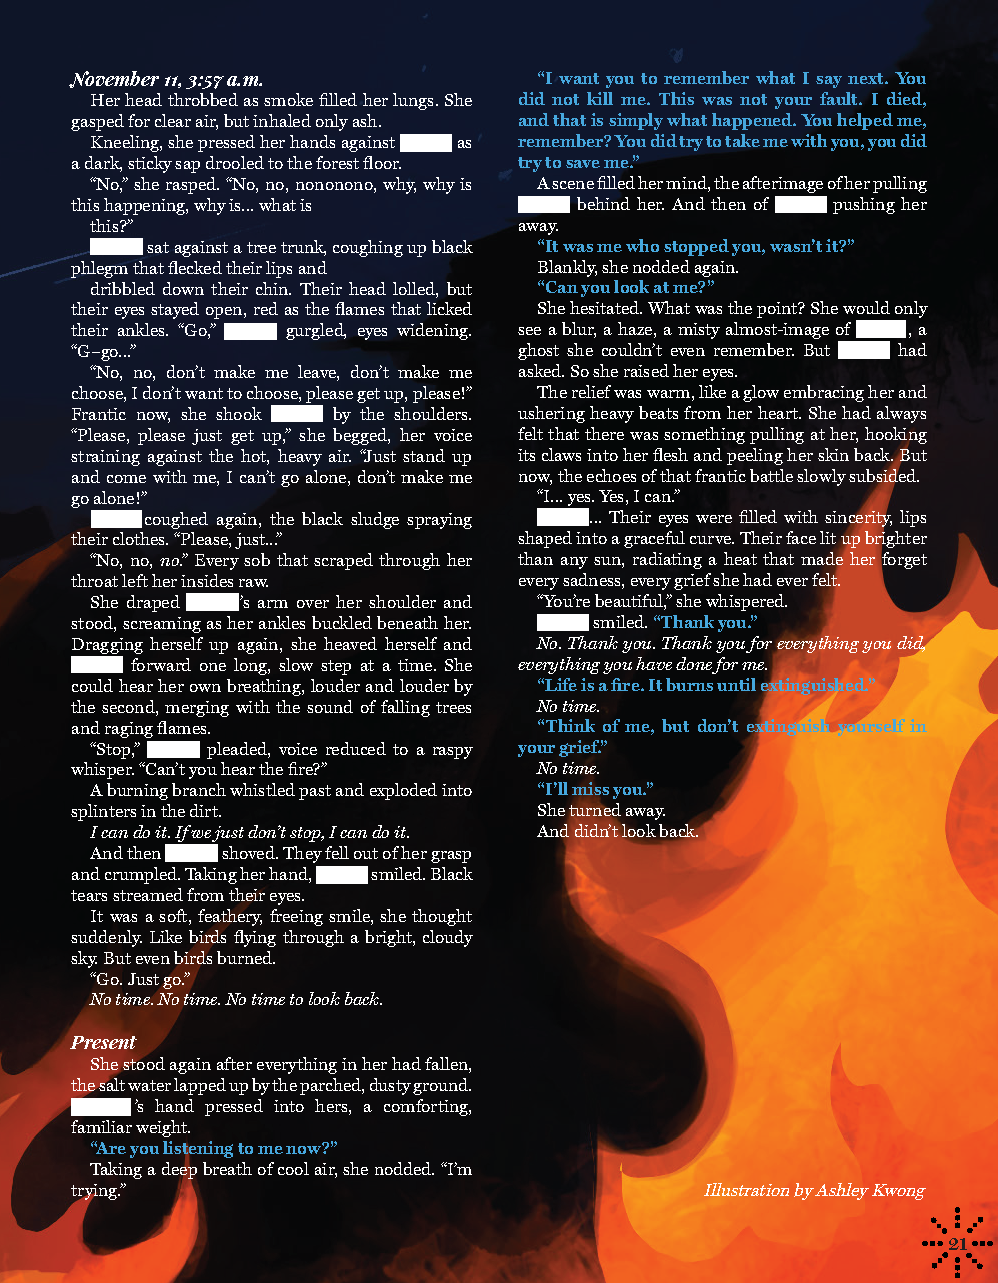 November 11, 3:57 a.m.
Her head throbbed as smoke filled her lungs. She
gasped for clear air, but inhaled only ash.
Kneeling, she pressed her hands against as
a dark, sticky sap drooled to the forest floor.
“No,” she rasped. “No, no, nononono, why, why is
this happening, why is... what is
this?”
sat against a tree trunk, coughing up black
phlegm that flecked their lips and
dribbled down their chin. Their head lolled, but
their eyes stayed open, red as the flames that licked
their ankles. “Go,” gurgled, eyes widening.
“G–go...”
“No, no, don’t make me leave, don’t make me
choose, I don’t want to choose, please get up, please!”
Frantic now, she shook by the shoulders.
“Please, please just get up,” she begged, her voice
straining against the hot, heavy air. “Just stand up
and come with me, I can’t go alone, don’t make me
go alone!”
coughed again, the black sludge spraying
their clothes. “Please, just...”
“No, no, no.” Every sob that scraped through her
throat left her insides raw.
She draped ’s arm over her shoulder and
stood, screaming as her ankles buckled beneath her.
Dragging herself up again, she heaved herself and
forward one long, slow step at a time. She
could hear her own breathing, louder and louder by
the second, merging with the sound of falling trees
and raging flames.
“Stop,” pleaded, voice reduced to a raspy
whisper. “Can’t you hear the fire?”
A burning branch whistled past and exploded into
splinters in the dirt.
I can do it. If we just don’t stop, I can do it.
And then shoved. They fell out of her grasp
and crumpled. Taking her hand, smiled. Black
tears streamed from their eyes.
It was a soft, feathery, freeing smile, she thought
suddenly. Like birds flying through a bright, cloudy
sky. But even birds burned.
“Go. Just go.”
No time. No time. No time to look back.
Present
She stood again after everything in her had fallen,
the salt water lapped up by the parched, dusty ground.
’s hand pressed into hers, a comforting,
familiar weight.
“Are you listening to me now?”
Taking a deep breath of cool air, she nodded. “I’m
trying.”
“I want you to remember what I say next. You
did not kill me. This was not your fault. I died,
and that is simply what happened. You helped me,
remember? You did try to take me with you, you did
try to save me.”
A scene filled her mind, the afterimage of her pulling
behind her. And then of pushing her
away.
“It was me who stopped you, wasn’t it?”
Blankly, she nodded again.
“Can you look at me?”
She hesitated. What was the point? She would only
see a blur, a haze, a misty almost-image of , a
ghost she couldn’t even remember. But had
asked. So she raised her eyes.
The relief was warm, like a glow embracing her and
ushering heavy beats from her heart. She had always
felt that there was something pulling at her, hooking
its claws into her flesh and peeling her skin back. But
now, the echoes of that frantic battle slowly subsided.
“I... yes. Yes, I can.”
... Their eyes were filled with sincerity, lips
shaped into a graceful curve. Their face lit up brighter
than any sun, radiating a heat that made her forget
every sadness, every grief she had ever felt.
“You’re beautiful,” she whispered.
smiled. “Thank you.”
No. Thank you. Thank you for everything you did,
everything you have done for me.
“Life is a fire. It burns until extinguished.”
No time.
“Think of me, but don’t extinguish yourself in
your grief.”
No time.
“I’ll miss you.”
She turned away.
And didn’t look back.
Illustration by Ashley Kwong
21